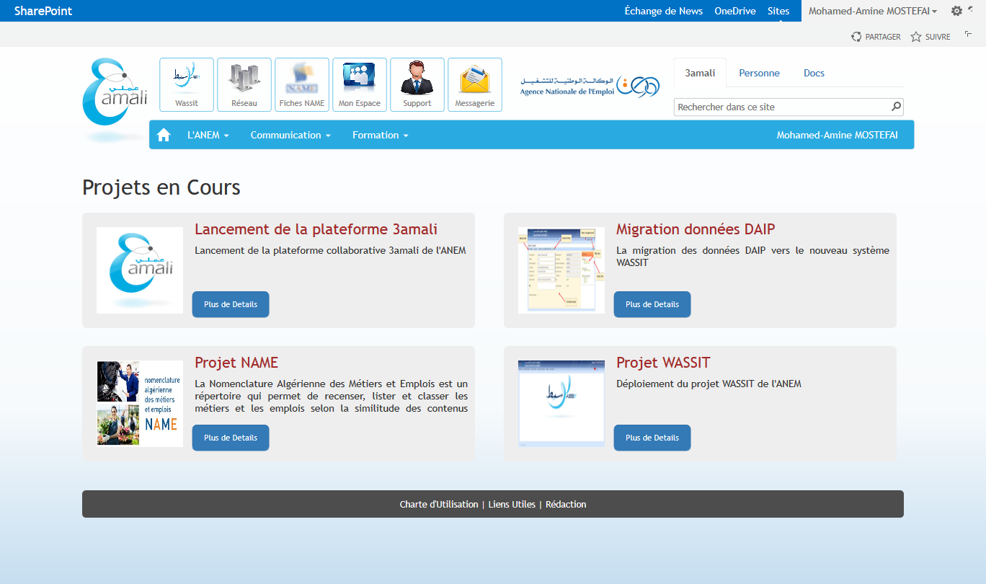 SharePoint
Échange de News OneDrive Sites Mohamed-Amine MOSTEFAI
PARTAGER SUIVRE
عملي
amali
Wassit
Réseau
Fiches NAME
Mon Espace
Support
Messagerie
الوكالة الوطنية للتشغيل
Agence Nationale de l'Emploi
3amali Personne Docs
Rechercher dans ce site
L'ANEM Communication Formation Mohamed-Amine MOSTEFAI
Projets en Cours
عملي
amali
Lancement de la plateforme 3amali
Lancement de la plateforme collaborative 3amali de l'ANEM
Plus de Details
Migration données DAIP
La migration des données DAIP vers le nouveau système
WASSIT
Plus de Details
nomenclature
algérienne
des métiers
et emplois
NAME
Projet NAME
La Nomenclature Algérienne des Métiers et Emplois est un
répertoire qui permet de recenser, lister et classer les
métiers et les emplois selon la similitude des contenus
Plus de Details
Projet WASSIT
Déploiement du projet WASSIT de l'ANEM
Plus de Details
Charte d'Utilisation | Liens Utiles | Rédaction